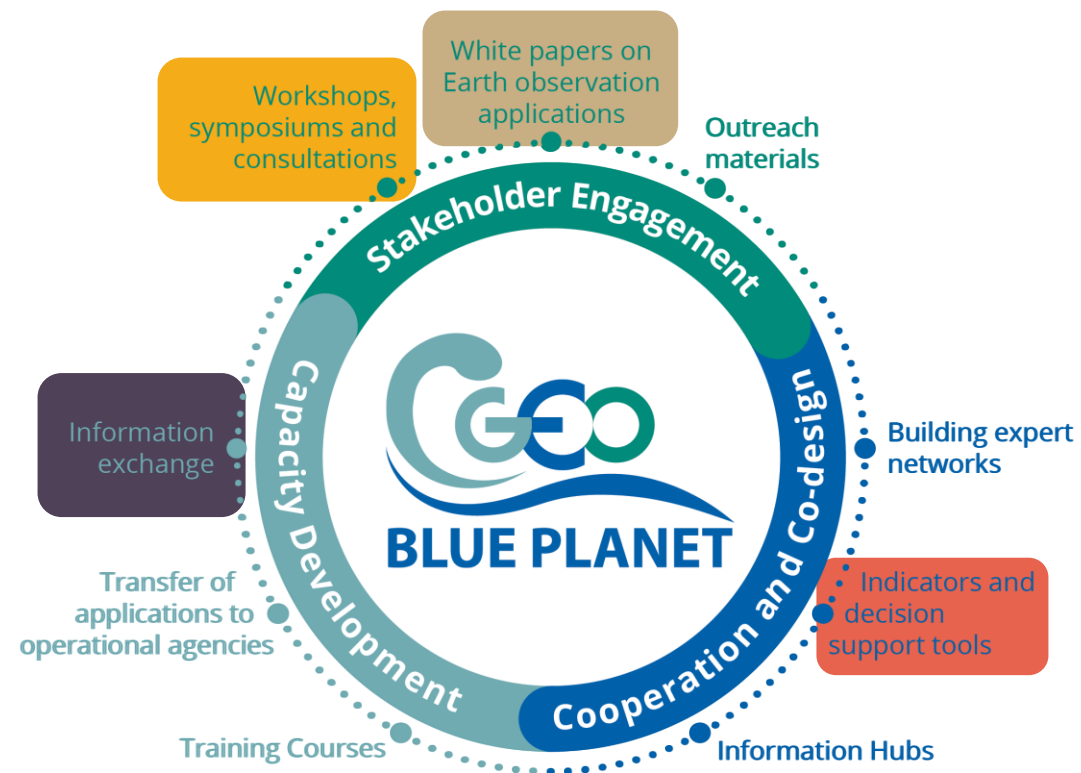 White papers on
Earth observation
applications
Workshops,
symposiums and
consultations
Outreach
materials
Stakeholder Engagement
Capacity Development
Cooperation and Co-design
GEO
BLUE PLANET
Information
exchange
Building expert
networks
Transfer of
applications to
operational agencies
Indicators and
decision
support tools
Training Courses
Information Hubs